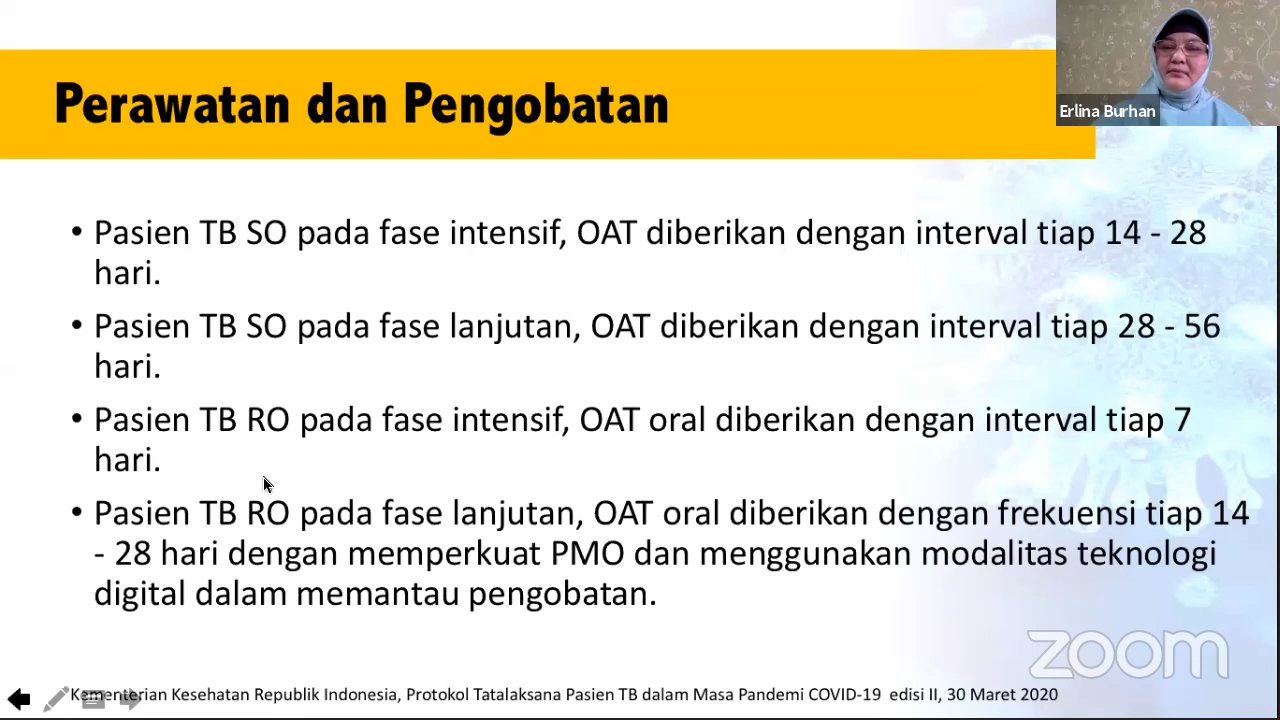 Perawatan dan Pengobatan
Erlina Burhan
• Pasien TB SO pada fase intensif, OAT diberikan dengan interval tiap 14 - 28
hari.
• Pasien TB SO pada fase lanjutan, OAT diberikan dengan interval tiap 28 - 56
hari.
• Pasien TB RO pada fase intensif, OAT oral diberikan dengan interval tiap 7
hari.
• Pasien TB RO pada fase lanjutan, OAT oral diberikan dengan frekuensi tiap 14
- 28 hari dengan memperkuat PMO dan menggunakan modalitas teknologi
digital dalam memantau pengobatan.
zoom
Kementerian Kesehatan Republik Indonesia, Protokol Tatalaksana Pasien TB dalam Masa Pandemi COVID-19 edisi II, 30 Maret 2020